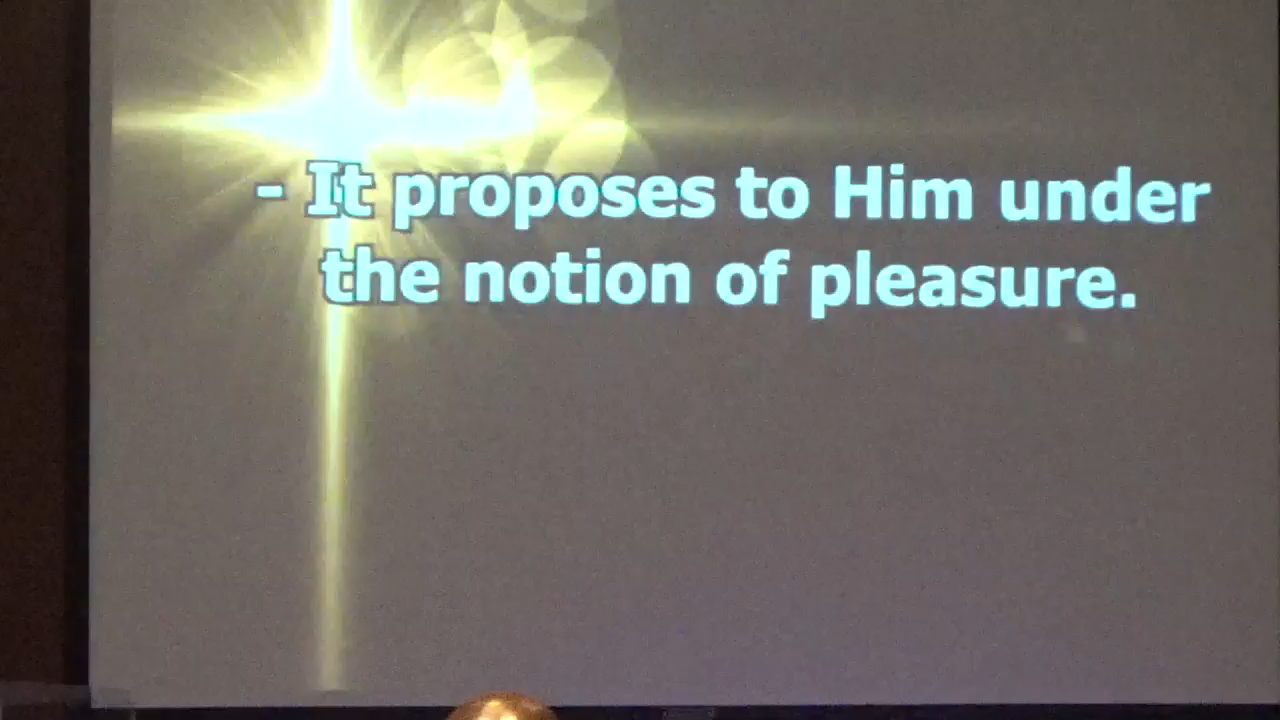 - It proposes to Him under
the notion of pleasure.